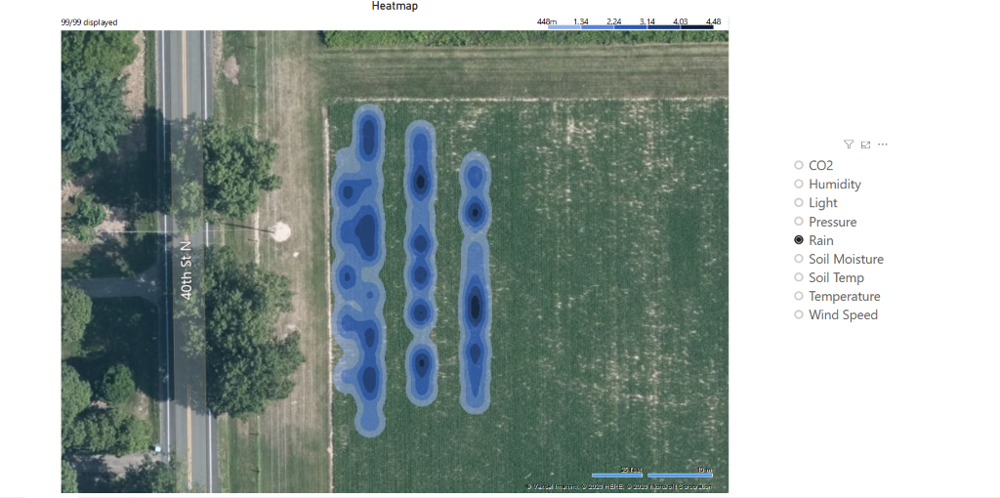 Heatmap
99/99 displayed
448m 1.34 2.24 3.14 4.03 4.48
40th St N
CO2
Humidity
Light
Pressure
Rain
Soil Moisture
Soil Temp
Temperature
Wind Speed
25 feet 10 m
© Vexcel Imaging, © 2023 HERE, © 2023 Microsoft Corporation